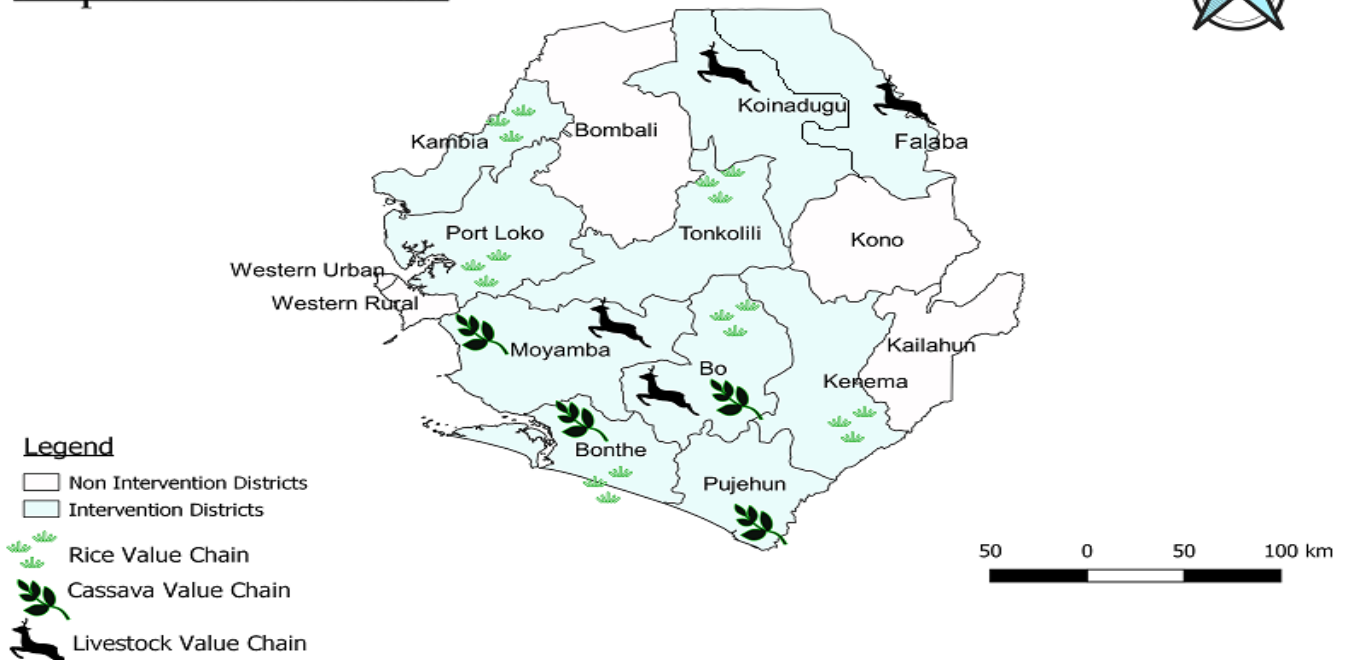 Koinadugu
Falaba
Kambia
Bombali
Port Loko
Tonkolili
Kono
Western Urban
Western Rural
Moyamba
Kailahun
Bo
Kenema
Bonthe
Pujehun
Legend
Non Intervention Districts
Intervention Districts
Rice Value Chain
Cassava Value Chain
Livestock Value Chain
50 0 50 100 km